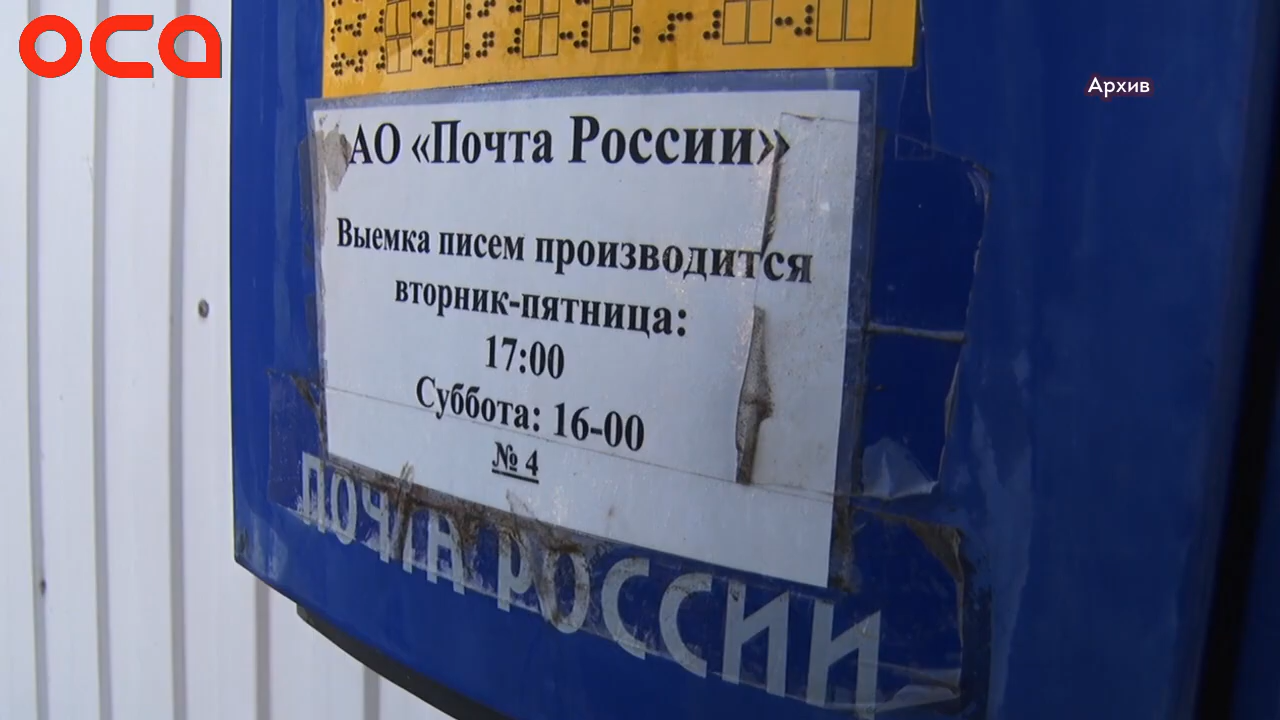 оса
Архив
АО «Почта России»
Выемка писем производится
вторник-пятница:
17:00
Суббота: 16-00
№ 4
ПОЧТА РОССИИ